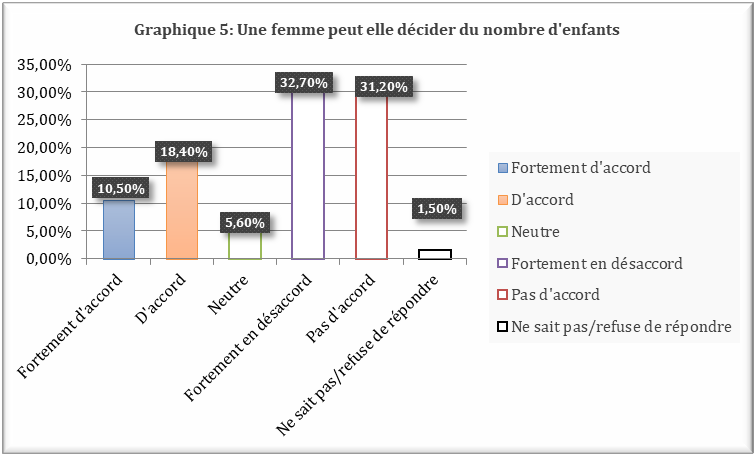 Graphique 5: Une femme peut elle décider du nombre d'enfants
35,00%
30,00%
25,00%
20,00%
15,00%
10,00%
5,00%
0,00%
10,50%
18,40%
5,60%
32,70%
31,20%
1,50%
Fortement d'accord
D'accord
Neutre
Fortement en désaccord
Pas d'accord
Ne sait pas/refuse de répondre
Fortement d'accord
D'accord
Neutre
Fortement en désaccord
Pas d'accord
Ne sait pas/refuse de répondre